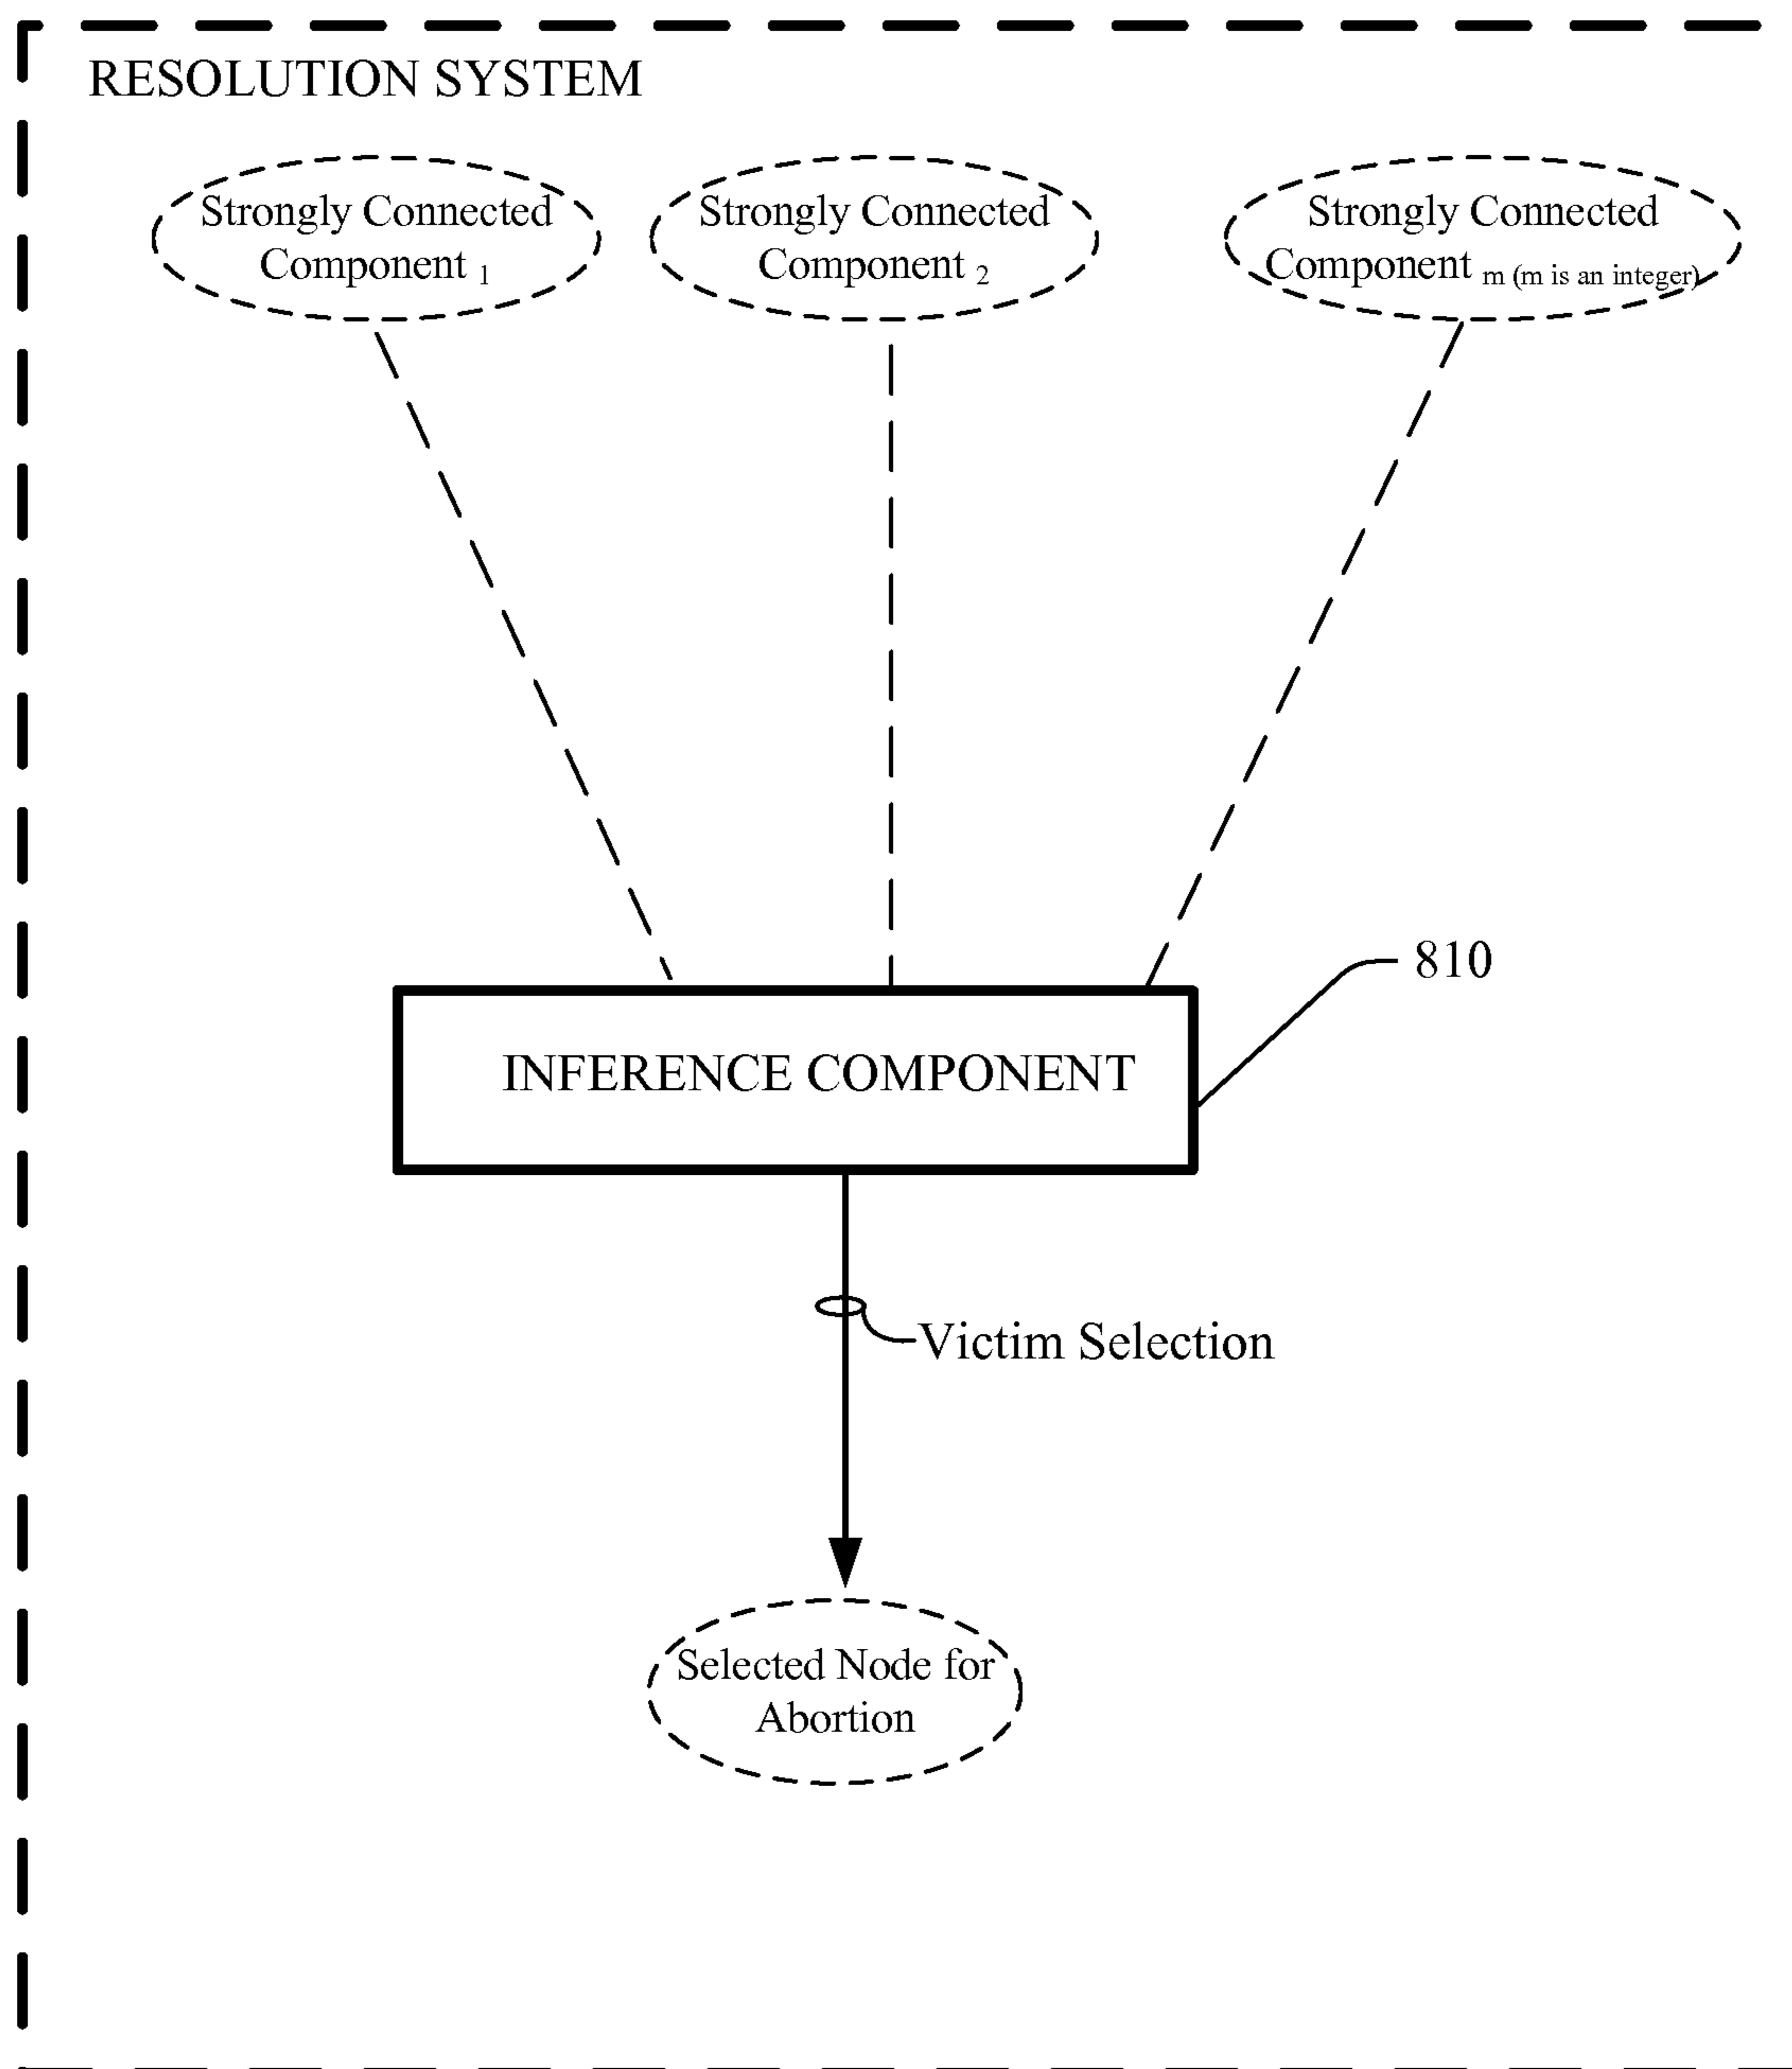 RESOLUTION SYSTEM
Strongly Connected
Component 1
Strongly Connected
Component 2
Strongly Connected
Component m (m is an integer)
810
INFERENCE COMPONENT
Victim Selection
Selected Node for
Abortion